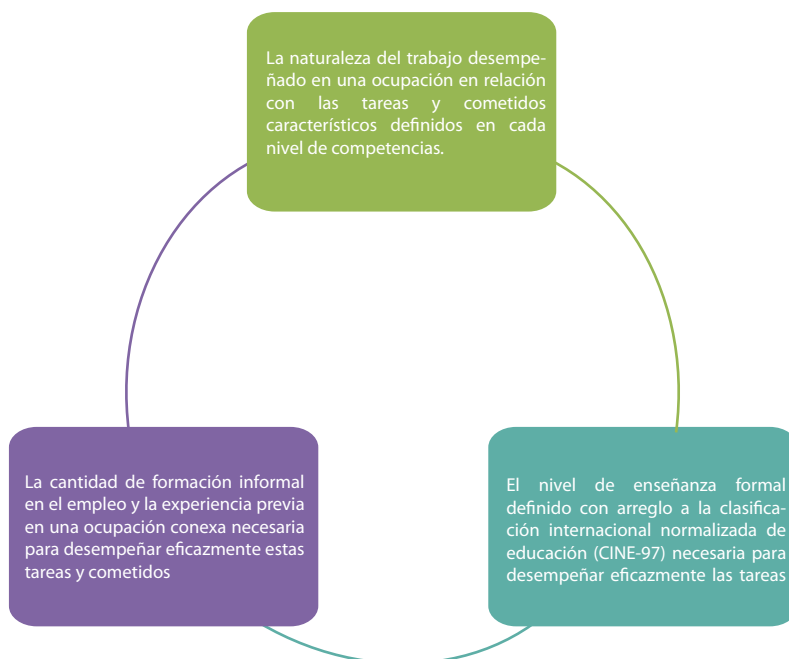 La naturaleza del trabajo desempe-
ñado en una ocupación en relación
con las tareas y cometidos
característicos definidos en cada
nivel de competencias.
La cantidad de formación informal
en el empleo y la experiencia previa
en una ocupación conexa necesaria
para desempeñar eficazmente estas
tareas y cometidos
El nivel de enseñanza formal
definido con arreglo a la clasifica-
ción internacional normalizada de
educación (CINE-97) necesaria para
desempeñar eficazmente las tareas